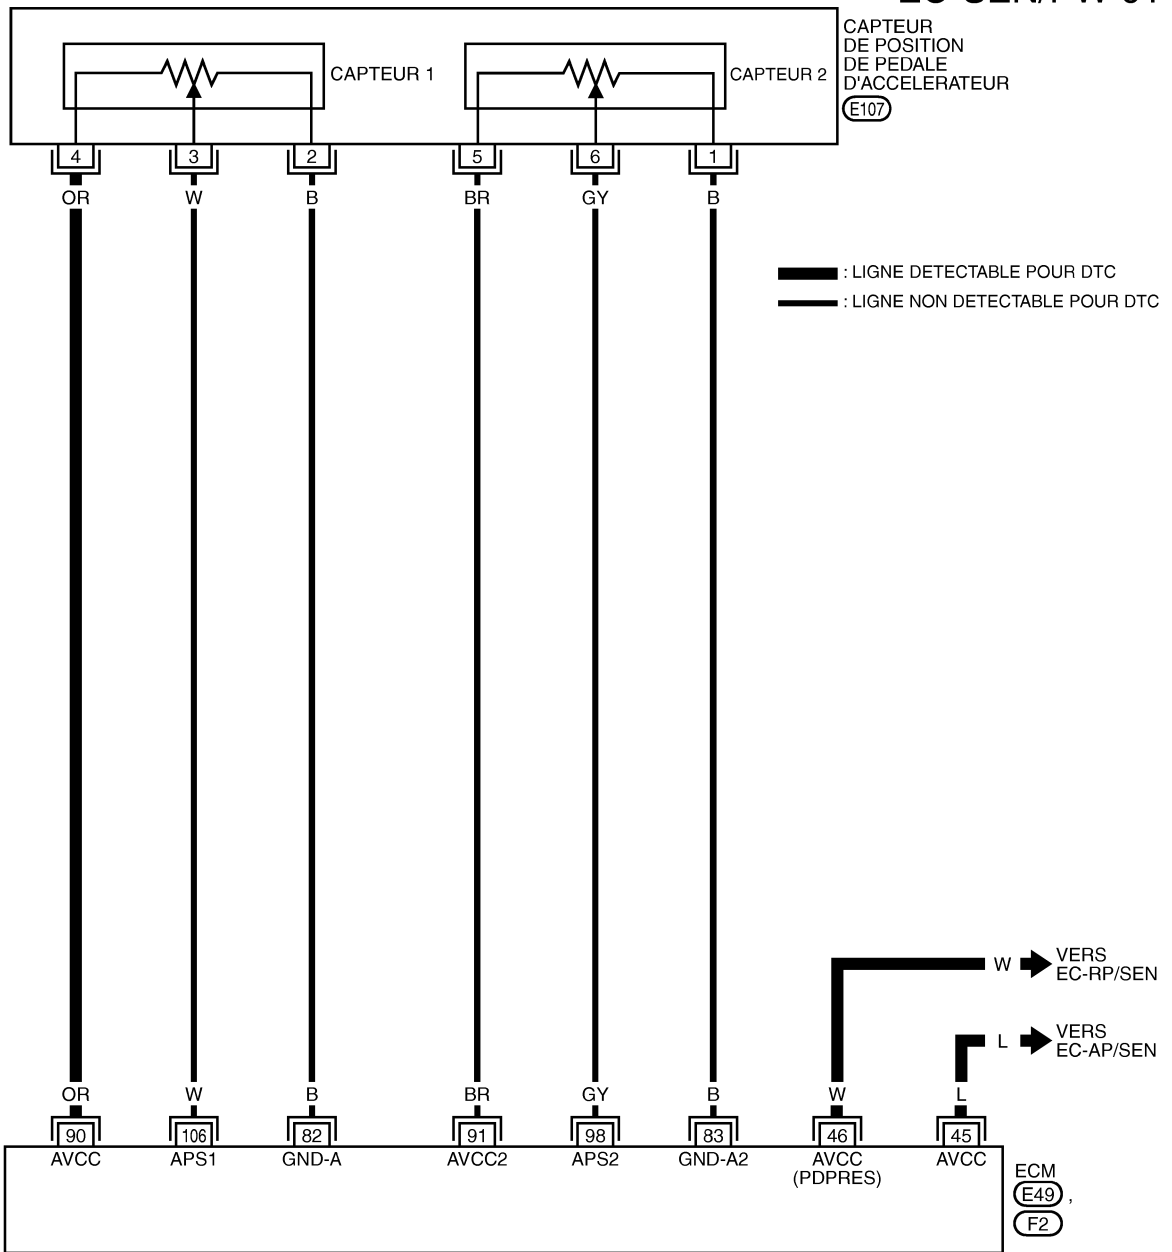 CAPTEUR
DE POSITION
DE PEDALE
D'ACCELERATEUR
E107
CAPTEUR 1
CAPTEUR 2
4 3 2 5 6 1
OR W B BR GY B
: LIGNE DETECTABLE POUR DTC
: LIGNE NON DETECTABLE POUR DTC
W VERS
EC-RP/SEN
L VERS
EC-AP/SEN
OR W B BR GY B W L
90 106 82 91 98 83 46 45
AVCC APS1 GND-A AVCC2 APS2 GND-A2 AVCC AVCC
(PDPRES)
ECM
E49 ,
F2